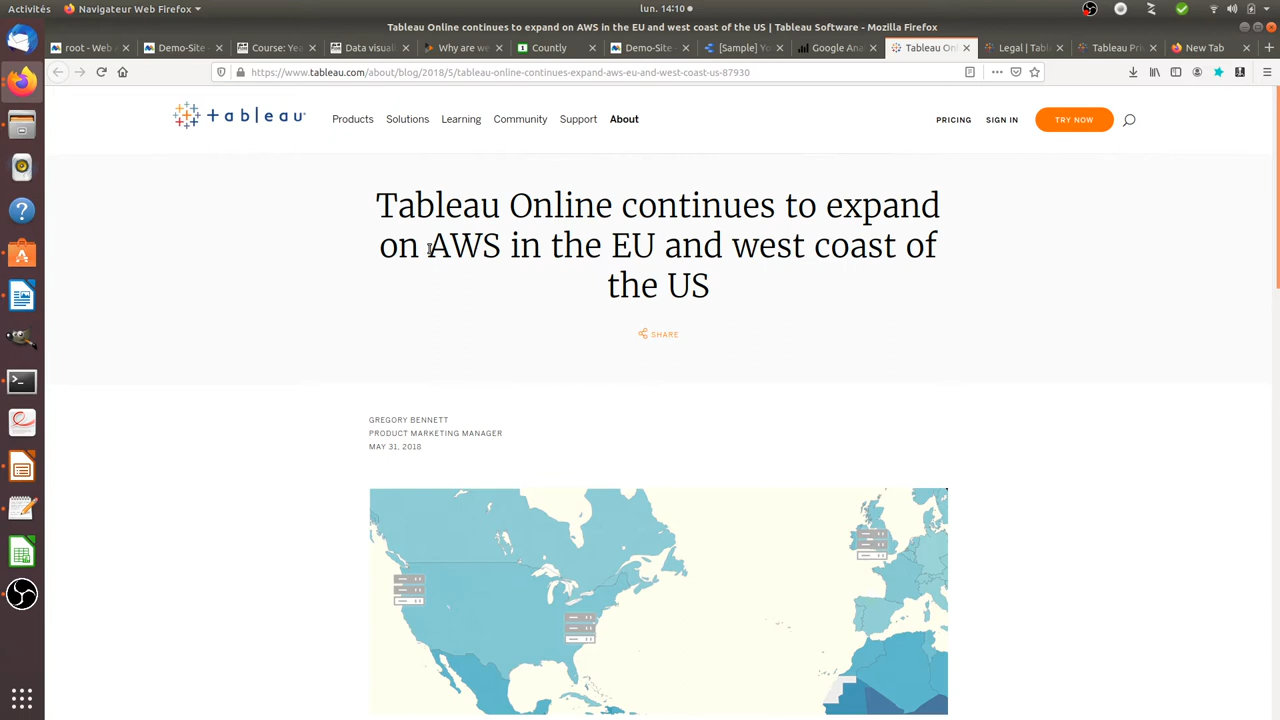 Activités
Navigateur Web Firefox
lun. 14:10
Tableau Online continues to expand on AWS in the EU and west coast of the US | Tableau Software - Mozilla Firefox
root - Web
Demo-Site
Course: Yea
Data visuali
Why are we
Countly
Demo-Site -
[Sample] Yo
Google Ana
Tableau Onl
Legal | Tabl
Tableau Pri
New Tab
https://www.tableau.com/about/blog/2018/5/tableau-online-continues-expand-aws-eu-and-west-coast-us-87930
+ a b l e a u
Products
Solutions
Learning
Community
Support
About
PRICING
SIGN IN
TRY NOW
Tableau Online continues to expand
on AWS in the EU and west coast of
the US
SHARE
GREGORY BENNETT
PRODUCT MARKETING MANAGER
MAY 31, 2018